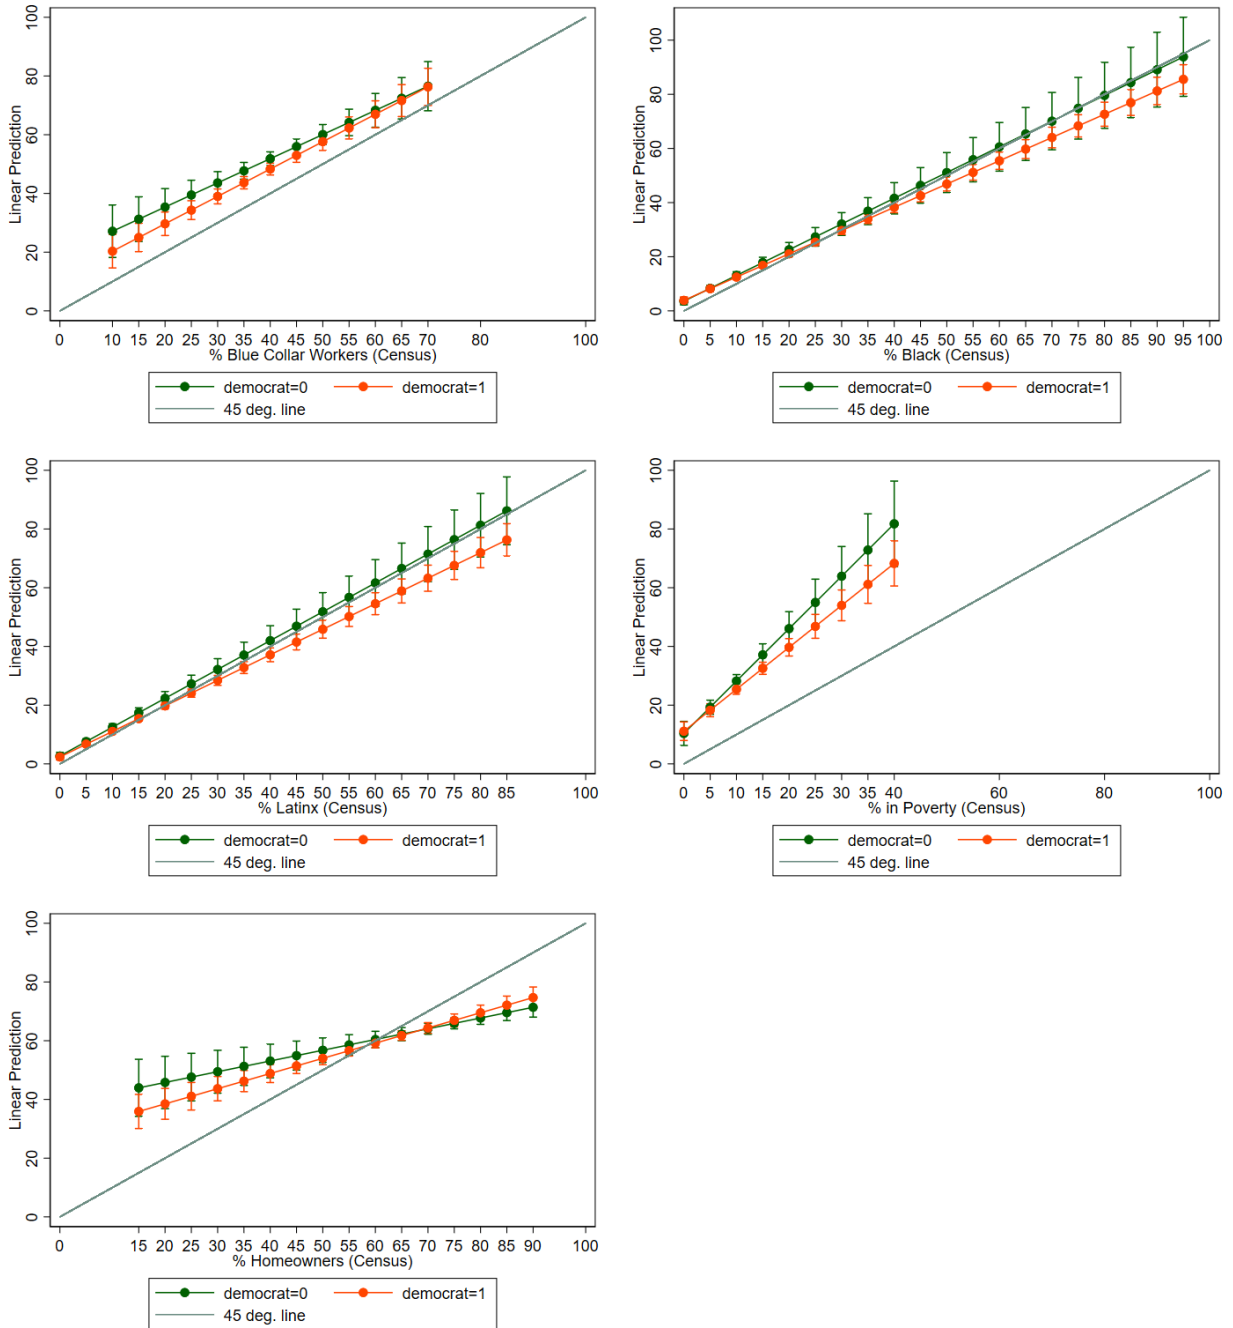 Linear Prediction
100
80
60
40
20
0
0 10 15 20 25 30 35 40 45 50 55 60 65 70 80 100
% Blue Collar Workers (Census)
democrat=0 democrat=1
45 deg. line
Linear Prediction
100
80
60
40
20
0
0 5 10 15 20 25 30 35 40 45 50 55 60 65 70 75 80 85 90 95 100
% Black (Census)
democrat=0 democrat=1
45 deg. line
Linear Prediction
100
80
60
40
20
0
0 5 10 15 20 25 30 35 40 45 50 55 60 65 70 75 80 85 100
% Latinx (Census)
democrat=0 democrat=1
45 deg. line
Linear Prediction
100
80
60
40
20
0
0 5 10 15 20 25 30 35 40 60 80 100
% in Poverty (Census)
democrat=0 democrat=1
45 deg. line
Linear Prediction
100
80
60
40
20
0
0 15 20 25 30 35 40 45 50 55 60 65 70 75 80 85 90 100
% Homeowners (Census)
democrat=0 democrat=1
45 deg. line